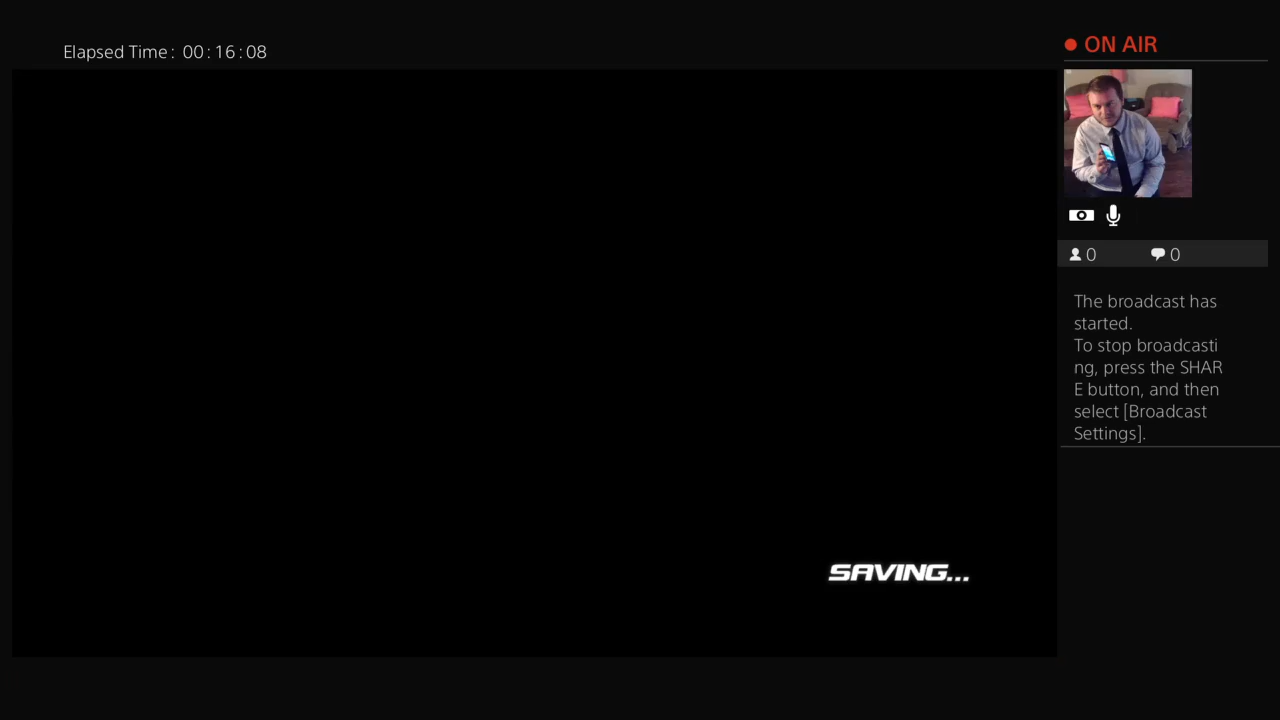 Elapsed Time: 00:16:08
ON AIR
0 0
The broadcast has
started.
To stop broadcasti
ng, press the SHAR
E button, and then
select [Broadcast
Settings].
SAVING...